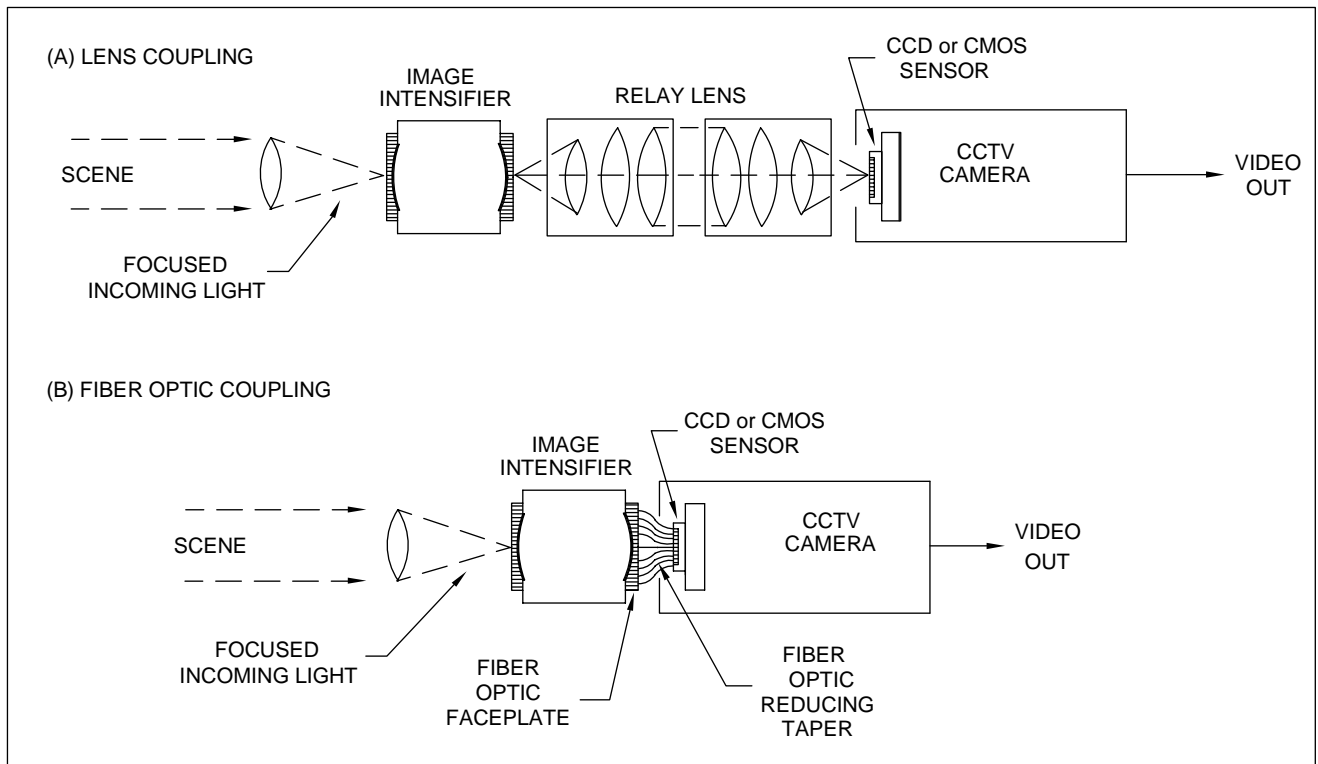 (A) LENS COUPLING
IMAGE
INTENSIFIER
RELAY LENS
CCD or CMOS
SENSOR
SCENE
CCTV
CAMERA
VIDEO
OUT
FOCUSED
INCOMING LIGHT
(B) FIBER OPTIC COUPLING
IMAGE
INTENSIFIER
CCD or CMOS
SENSOR
SCENE
CCTV
CAMERA
VIDEO
OUT
FOCUSED
INCOMING LIGHT
FIBER
OPTIC
FACEPLATE
FIBER
OPTIC
REDUCING
TAPER